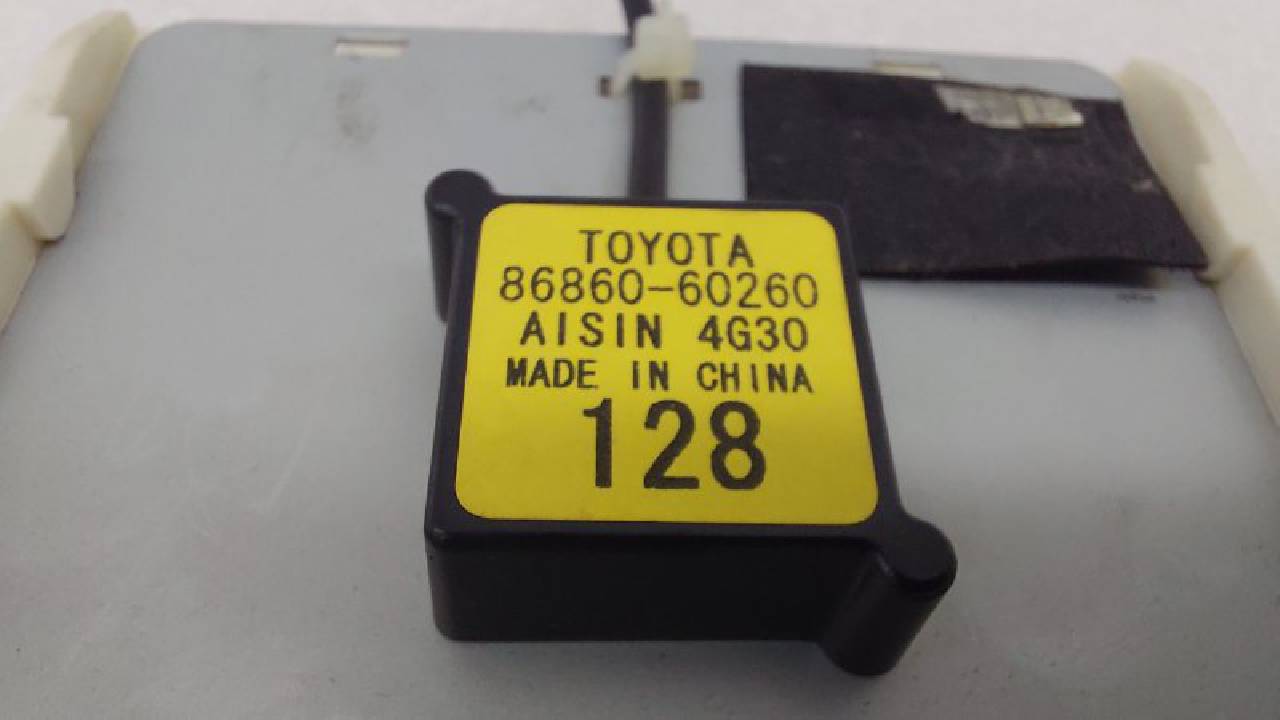 TOYOTA
86860-60260
AISIN 4G30
MADE IN CHINA
128